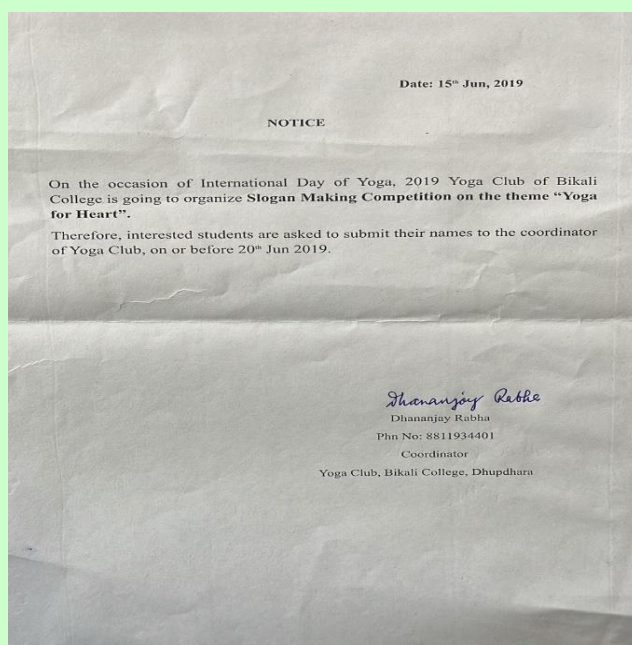 Date: 15th Jun, 2019
NOTICE
On the occasion of International Day of Yoga, 2019 Yoga Club of Bikali
College is going to organize Slogan Making Competition on the theme “Yoga
for Heart”.
Therefore, interested students are asked to submit their names to the coordinator
of Yoga Club, on or before 20th Jun 2019.
Dhananjoy Rabha
Dhananjay Rabha
Phn No: 8811934401
Coordinator
Yoga Club, Bikali College, Dhupdhara